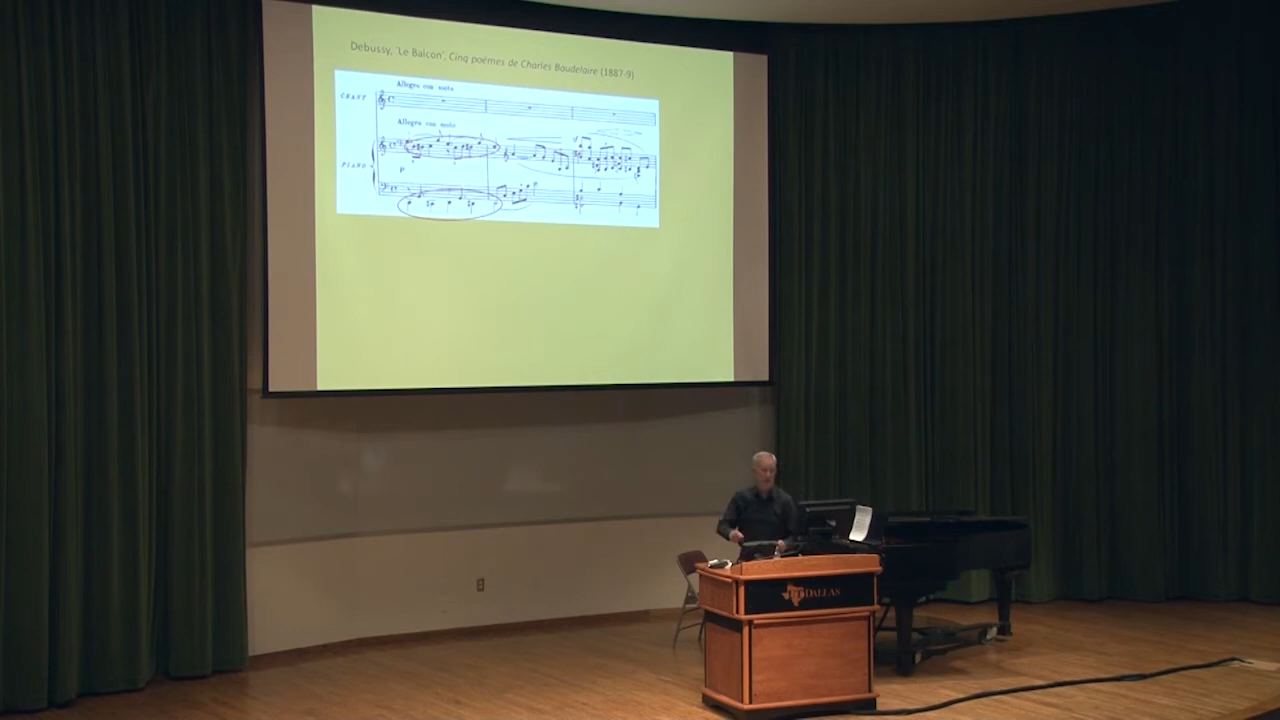 Debussy, 'Le Balcon', Cinq poèmes de Charles Baudelaire (1887-9)
Allegro con moto
CHANT
Allegro con moto
PIANO
p
UT DALLAS